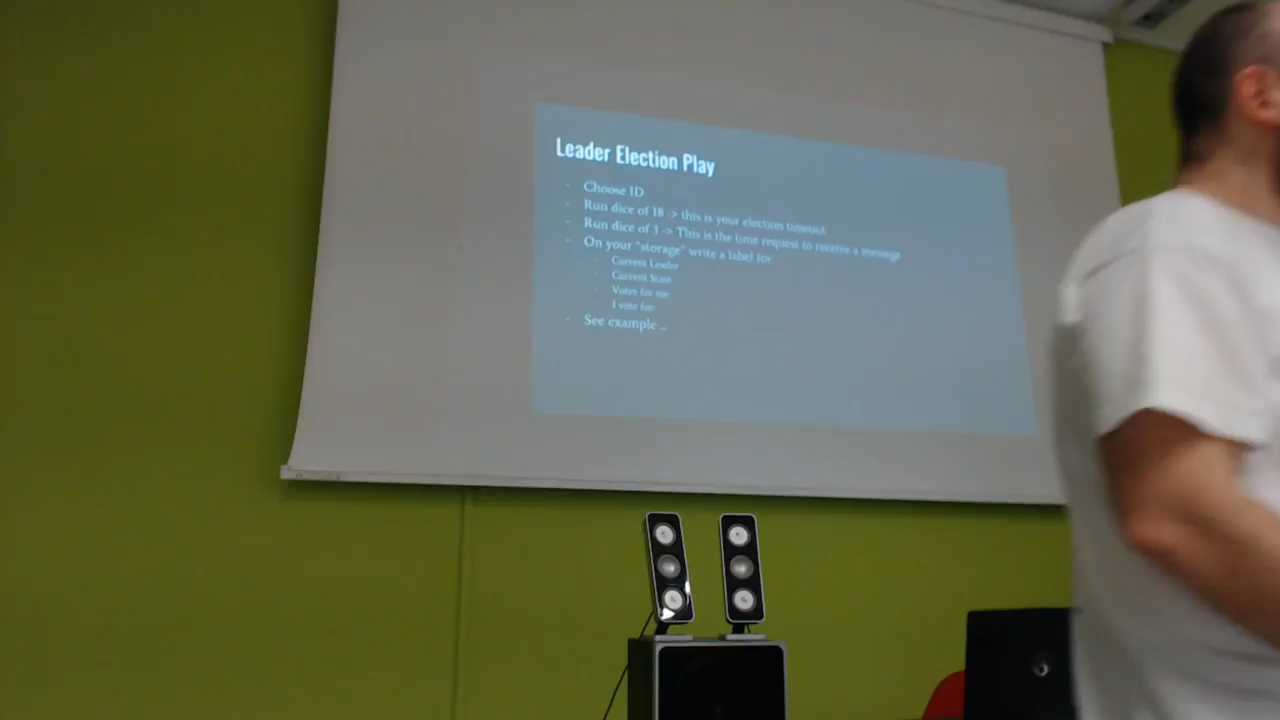 Leader Election Play
- Choose ID
- Run dice of 18 -> this is your election timeout
- Run dice of 3 -> This is the time request to receive a message
- On your "storage" write a label for
- Current Leader
- Current State
- Votes for me
- I vote for
- See example ...